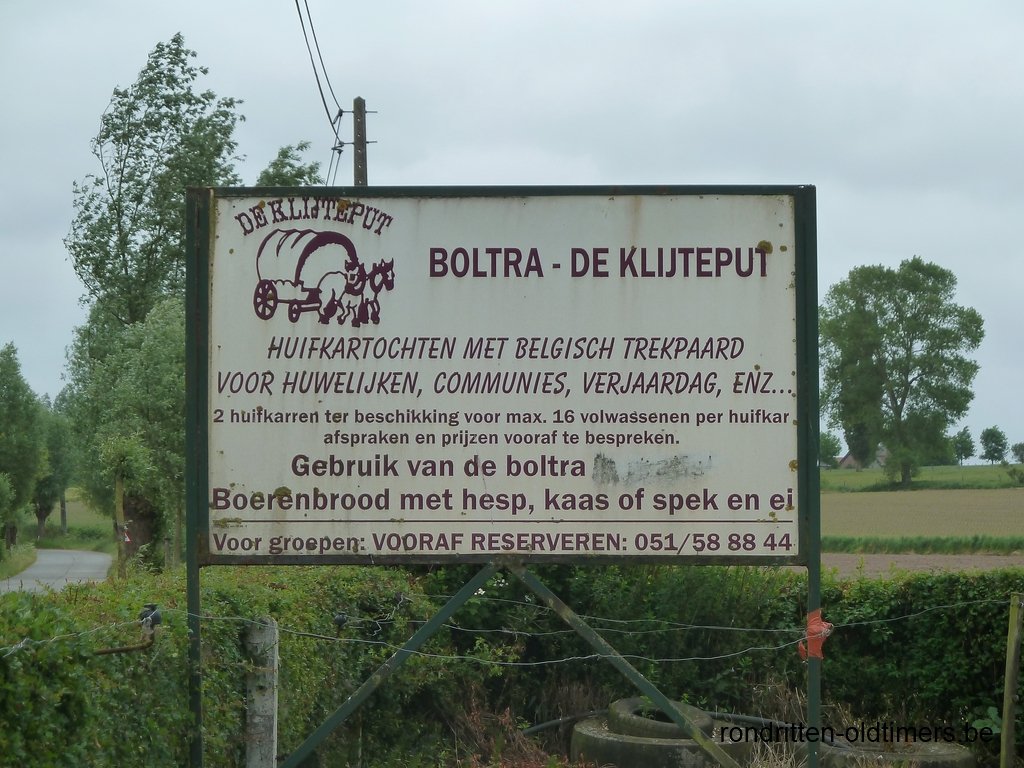 DE KLIJTEPUT
BOLTRA - DE KLIJTEPUT
HUIFKARTOCHTEN MET BELGISCH TREKPAARD
VOOR HUWELIJKEN, COMMUNIES, VERJAARDAG, ENZ...
2 huifkarren ter beschikking voor max. 16 volwassenen per huifkar
afspraken en prijzen vooraf te bespreken.
Gebruik van de boltra
Boerenbrood met hesp, kaas of spek en ei
Voor groepen: VOORAF RESERVEREN: 051/58 88 44
rondritten-oldtimers.be